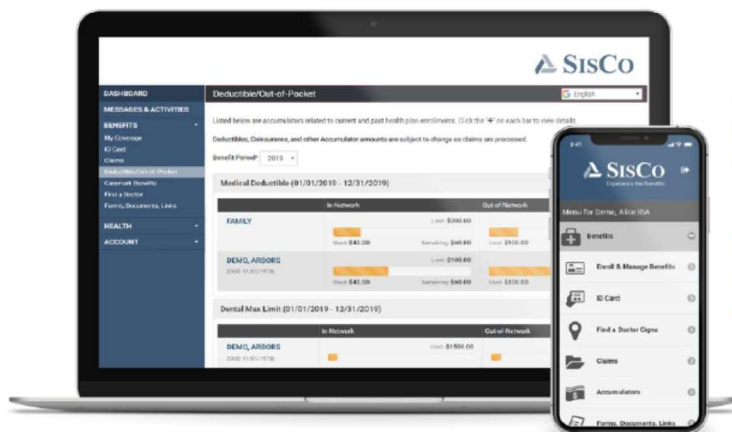 SISCO
DASHBOARD
Deductible/Out-of-Pocket
English
MESSAGES & ACTIVITIES
BENEFITS
Listed below are accumulators related to current and past health plan enrollments. Click the "+" on each bar to view details.
My Coverage
ID Card
Deductibles, Coinsurance, and other Accumulator amounts are subject to change as claims are processed.
Claims
Deductible/Out-of-Pocket
Benefit Period* 2019
Caremark Benefits
Find a Doctor
Medical Deductible (01/01/2019 - 12/31/2019)
Forms, Documents, Links
In-Network
Out-of-Network
HEALTH
FAMILY
Limit: $200.00
ACCOUNT
Used: $40.00
Used: $100.00
DEMO, ARBORS
Limit: $100.00
Used: $40.00
Remaining: $60.00
Used: $100.00
Dental Max Limit (01/01/2019 - 12/31/2019)
In-Network
Out-of-Network
DEMO, ARBORS
Limit: $1500.00
9:41
SISCO
Experience the Benefits
Menu for Demo, Alice
Benefits
Enroll & Manage Benefits
ID Card
Find a Doctor Cigna
Claims
Accumulators
Forms, Documents, Links